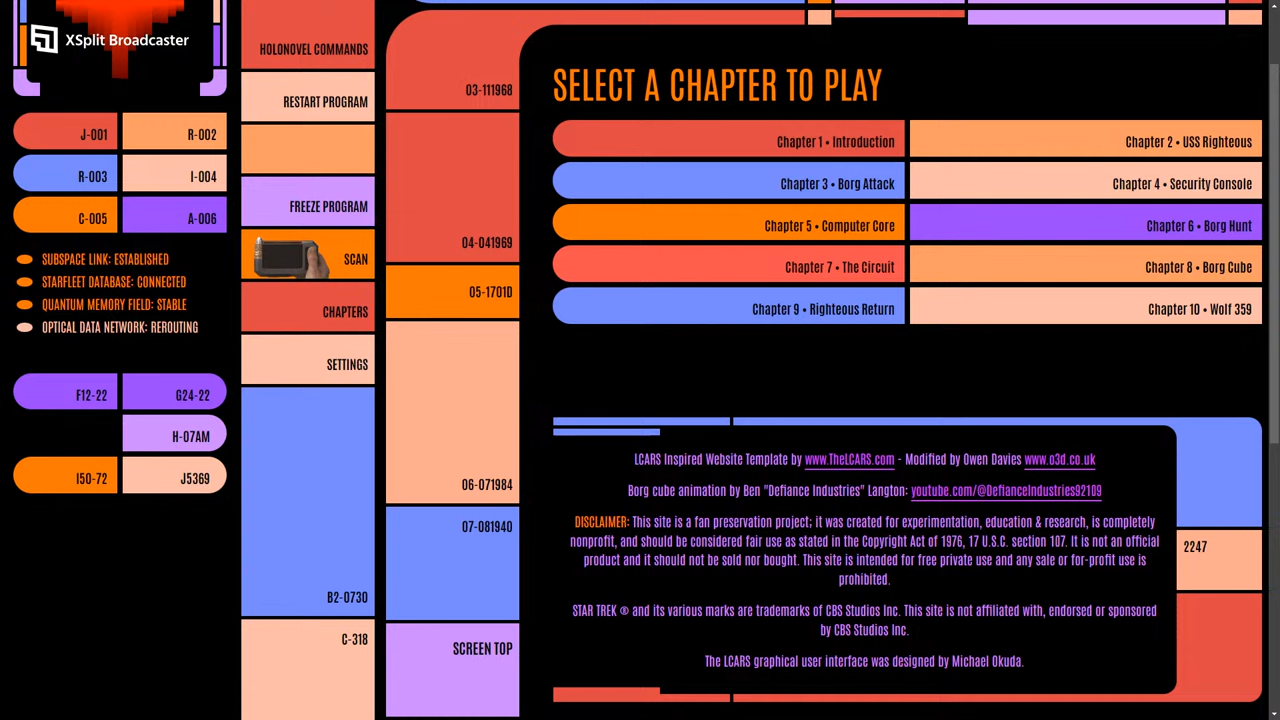 XSplit Broadcaster
J-001
R-002
R-003
I-004
C-005
A-006
SUBSPACE LINK: ESTABLISHED
STARFLEET DATABASE: CONNECTED
QUANTUM MEMORY FIELD: STABLE
OPTICAL DATA NETWORK: REROUTING
F12-22
G24-22
H-07AM
I50-72
J5369
HOLONOVEL COMMANDS
RESTART PROGRAM
FREEZE PROGRAM
SCAN
CHAPTERS
SETTINGS
B2-0730
C-318
03-111968
04-041969
05-1701D
06-071984
07-081940
SCREEN TOP
SELECT A CHAPTER TO PLAY
Chapter 1 • Introduction
Chapter 2 • USS Righteous
Chapter 3 • Borg Attack
Chapter 4 • Security Console
Chapter 5 • Computer Core
Chapter 6 • Borg Hunt
Chapter 7 • The Circuit
Chapter 8 • Borg Cube
Chapter 9 • Righteous Return
Chapter 10 • Wolf 359
LCARS Inspired Website Template by www.TheLCARS.com - Modified by Owen Davies www.o3d.co.uk
Borg cube animation by Ben "Defiance Industries" Langton: youtube.com/@DefianceIndustries92109
DISCLAIMER: This site is a fan preservation project; it was created for experimentation, education & research, is completely
nonprofit, and should be considered fair use as stated in the Copyright Act of 1976, 17 U.S.C. section 107. It is not an official
product and it should not be sold nor bought. This site is intended for free private use and any sale or for-profit use is
prohibited.
STAR TREK ® and its various marks are trademarks of CBS Studios Inc. This site is not affiliated with, endorsed or sponsored
by CBS Studios Inc.
The LCARS graphical user interface was designed by Michael Okuda.
2247